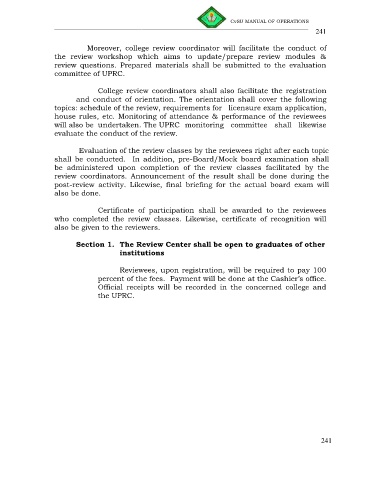 CvSU MANUAL OF OPERATIONS
241
Moreover, college review coordinator will facilitate the conduct of
the review workshop which aims to update/prepare review modules &
review questions. Prepared materials shall be submitted to the evaluation
committee of UPRC.
College review coordinators shall also facilitate the registration
and conduct of orientation. The orientation shall cover the following
topics: schedule of the review, requirements for licensure exam application,
house rules, etc. Monitoring of attendance & performance of the reviewees
will also be undertaken. The UPRC monitoring committee shall likewise
evaluate the conduct of the review.
Evaluation of the review classes by the reviewees right after each topic
shall be conducted. In addition, pre-Board/Mock board examination shall
be administered upon completion of the review classes facilitated by the
review coordinators. Announcement of the result shall be done during the
post-review activity. Likewise, final briefing for the actual board exam will
also be done.
Certificate of participation shall be awarded to the reviewees
who completed the review classes. Likewise, certificate of recognition will
also be given to the reviewers.
Section 1. The Review Center shall be open to graduates of other
institutions
Reviewees, upon registration, will be required to pay 100
percent of the fees. Payment will be done at the Cashier's office.
Official receipts will be recorded in the concerned college and
the UPRC.
241